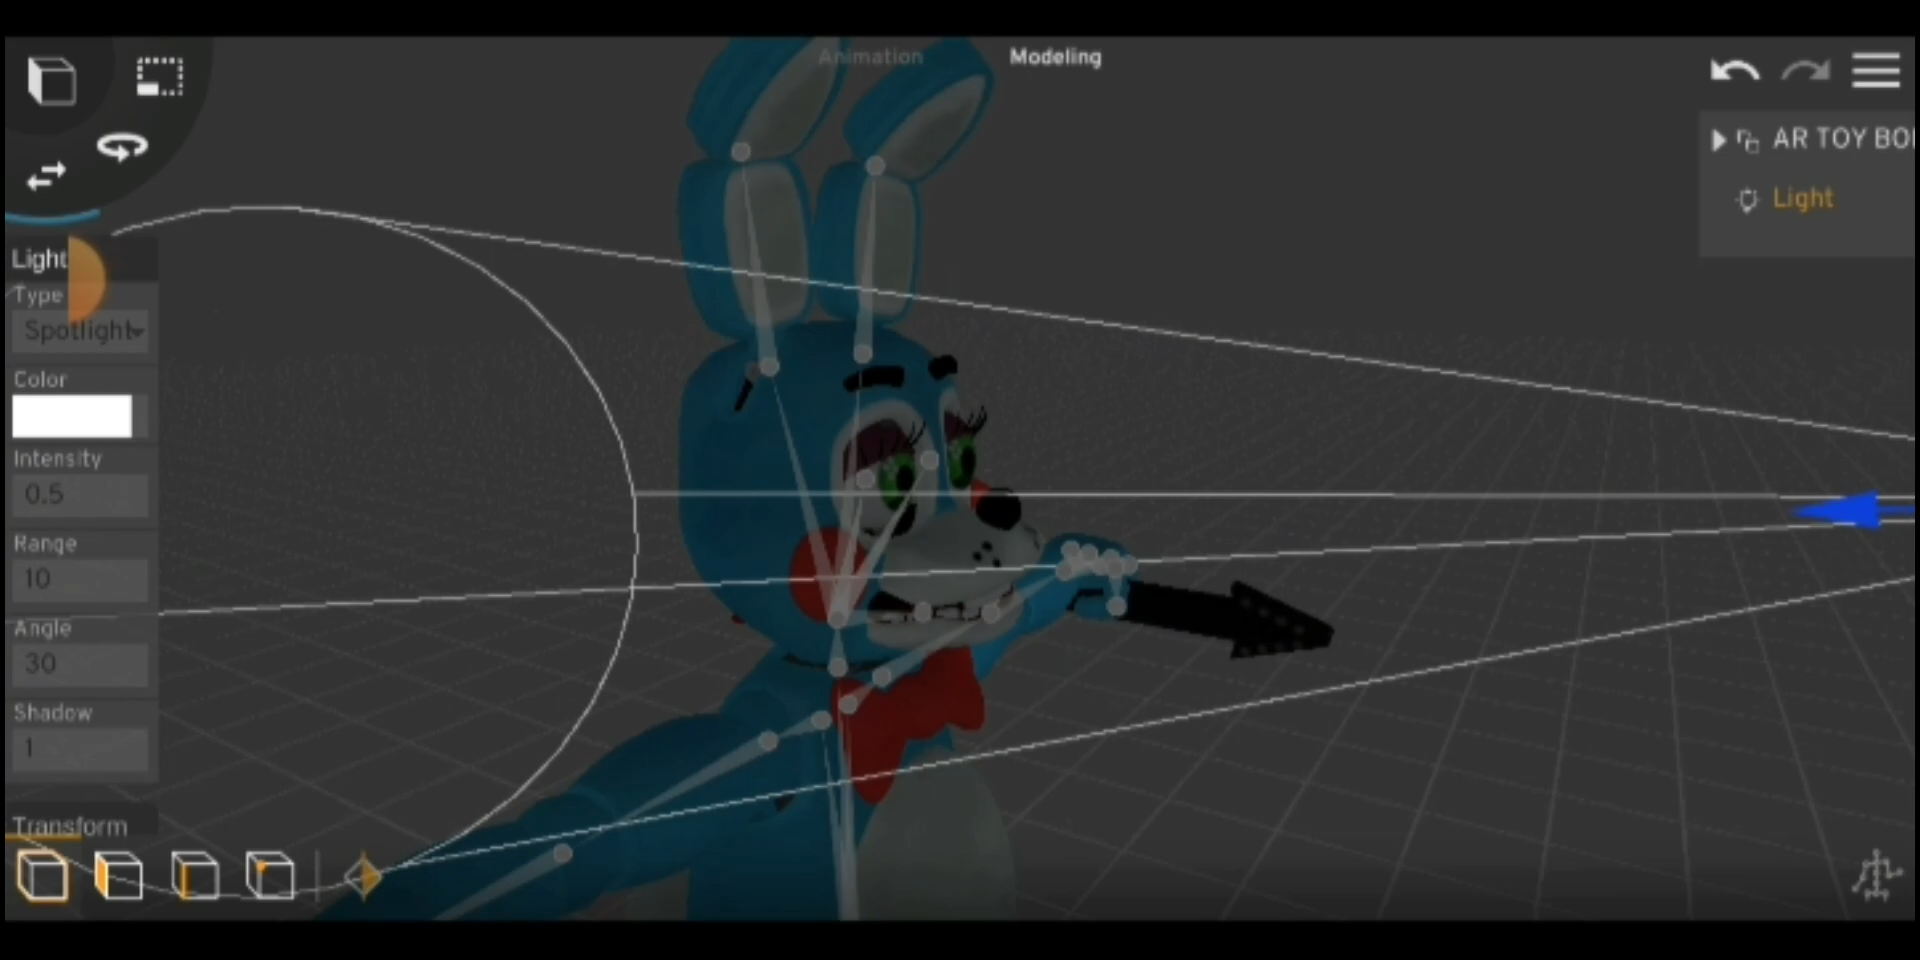 Animation Modeling
AR TOY BO
Light
Light
Type
Spotlight
Color
Intensity
0.5
Range
10
Angle
30
Shadow
1
Transform